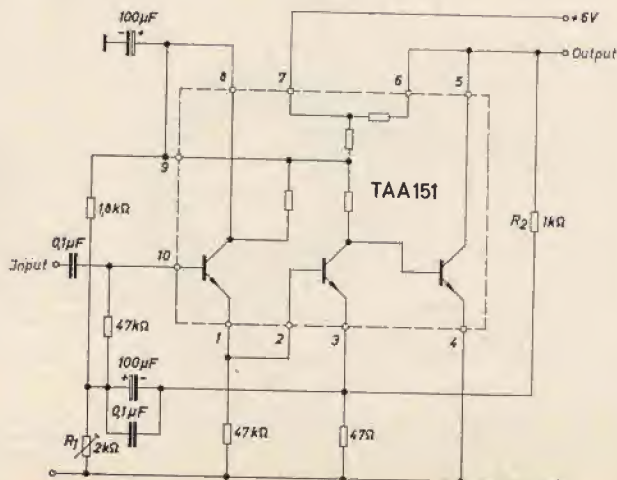 100µF
- +
+6V
Output
8
7
6
5
9
TAA151
1,8kΩ
R2
1kΩ
0,1µF
Input
10
47kΩ
1
2
3
4
100µF
+ -
0,1µF
R1
2kΩ
47kΩ
47Ω